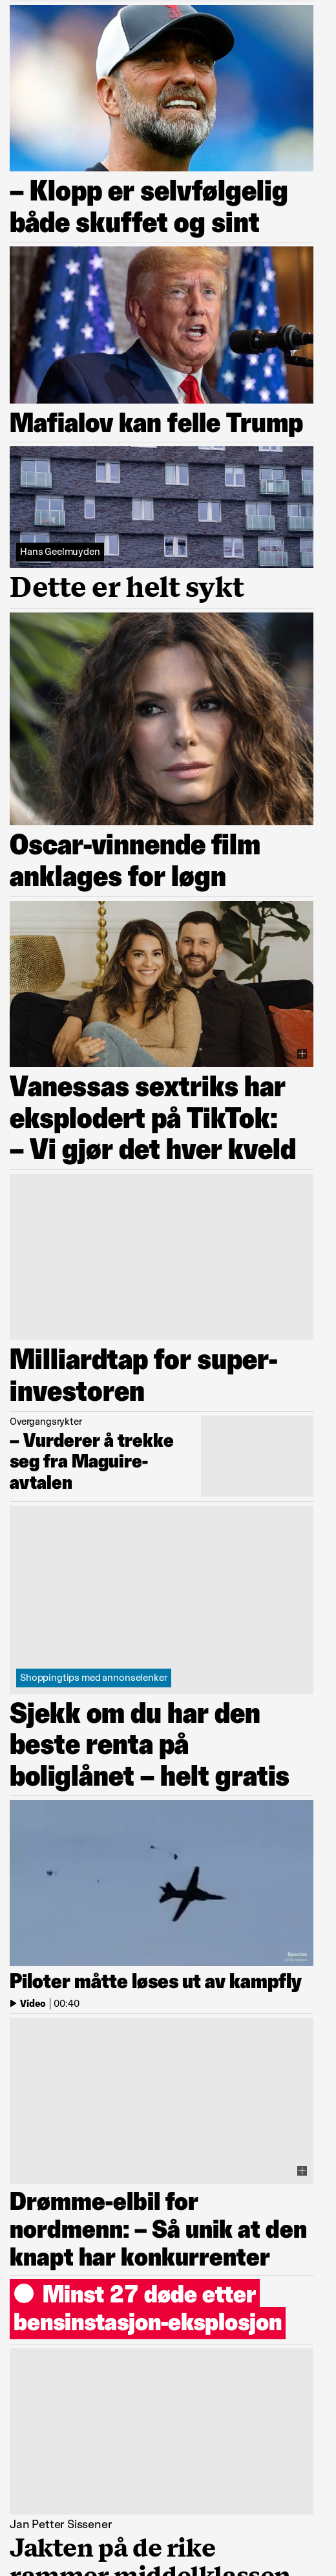 – Klopp er selvfølgelig
både skuffet og sint
Mafialov kan felle Trump
Hans Geelmuyden
Dette er helt sykt
Oscar-vinnende film
anklages for løgn
Vanessas sextriks har
eksplodert på TikTok:
– Vi gjør det hver kveld
Milliardtap for super-
investoren
Overgangsrykter
– Vurderer å trekke
seg fra Maguire-
avtalen
Shoppingtips med annonselenker
Sjekk om du har den
beste renta på
boliglånet – helt gratis
Piloter måtte løses ut av kampfly
Video | 00:40
Drømme-elbil for
nordmenn: – Så unik at den
knapt har konkurrenter
Minst 27 døde etter
bensinstasjon-eksplosjon
Jan Petter Sissener
Jakten på de rike
rammer middelklassen